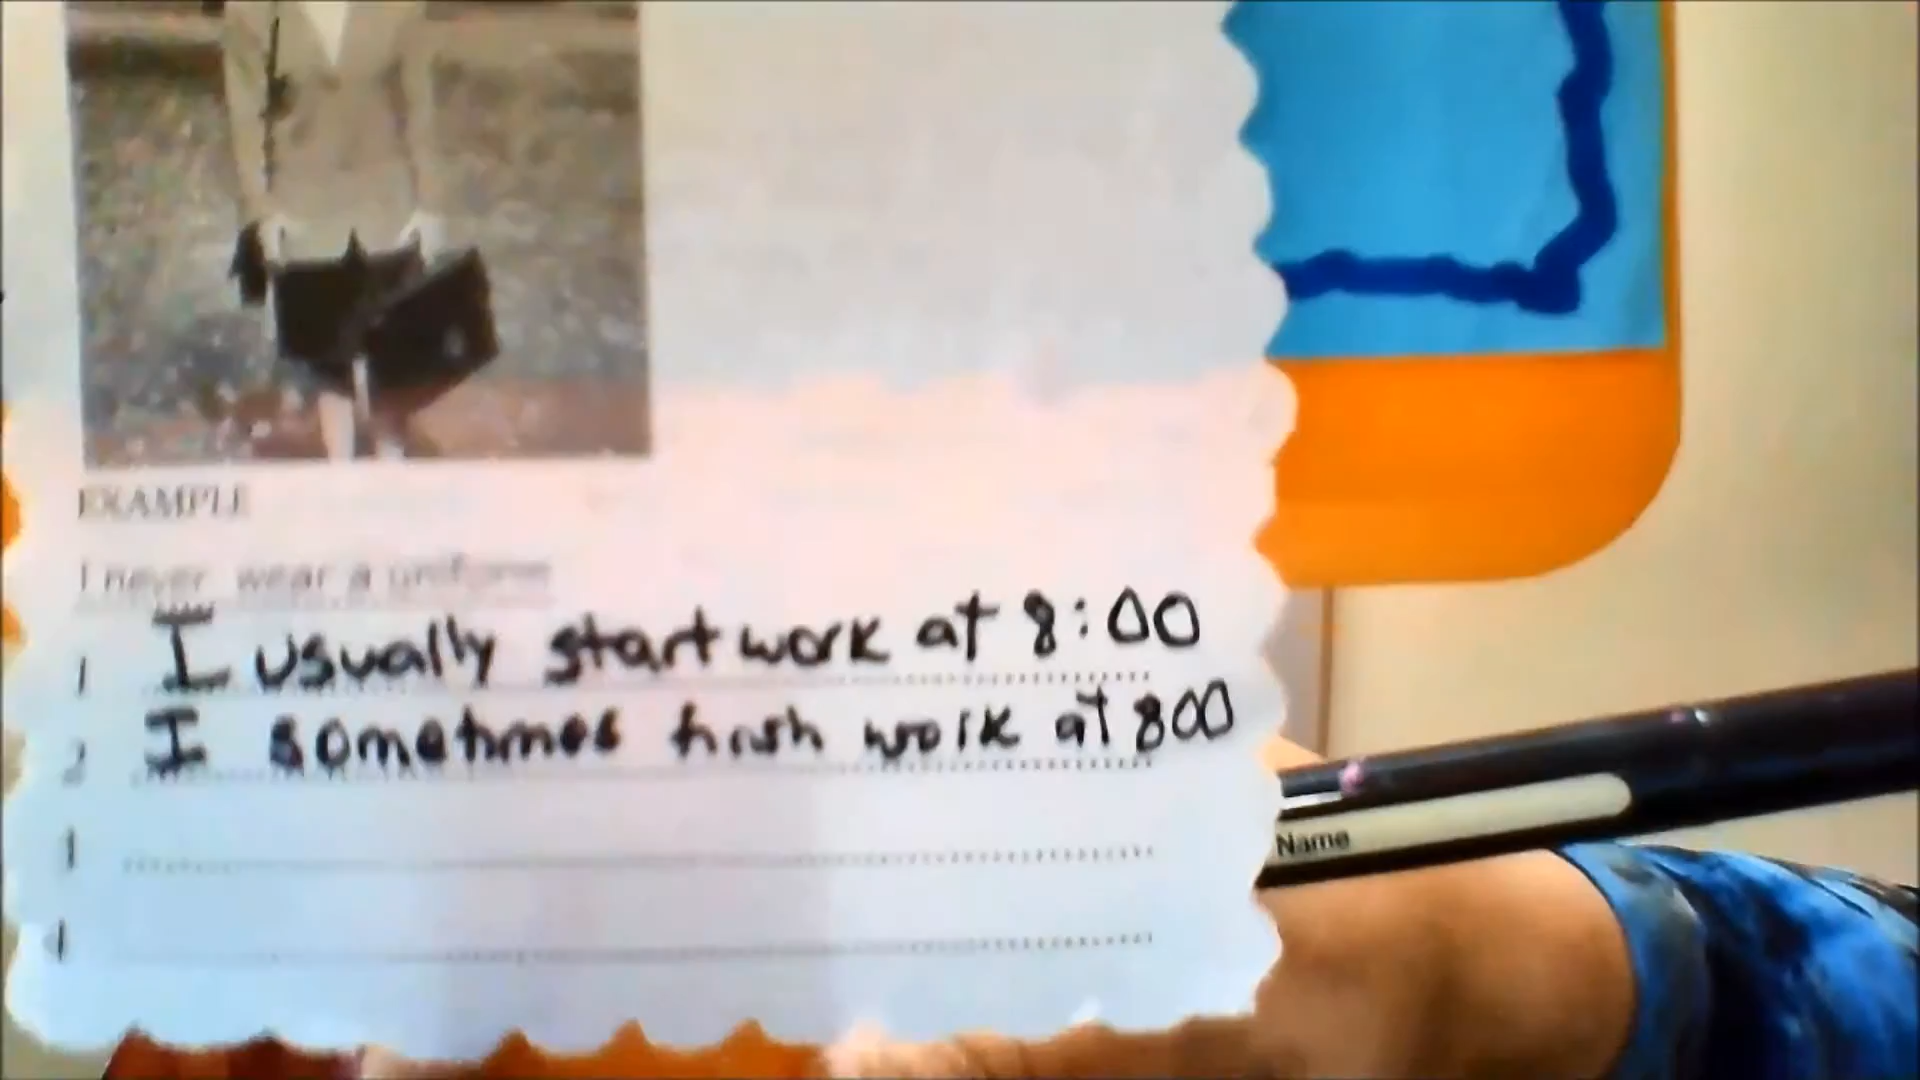 EXAMPLE
I never wear a uniform
1 I usually start work at 8:00
2 I sometimes finish work at 800
3
4
Name